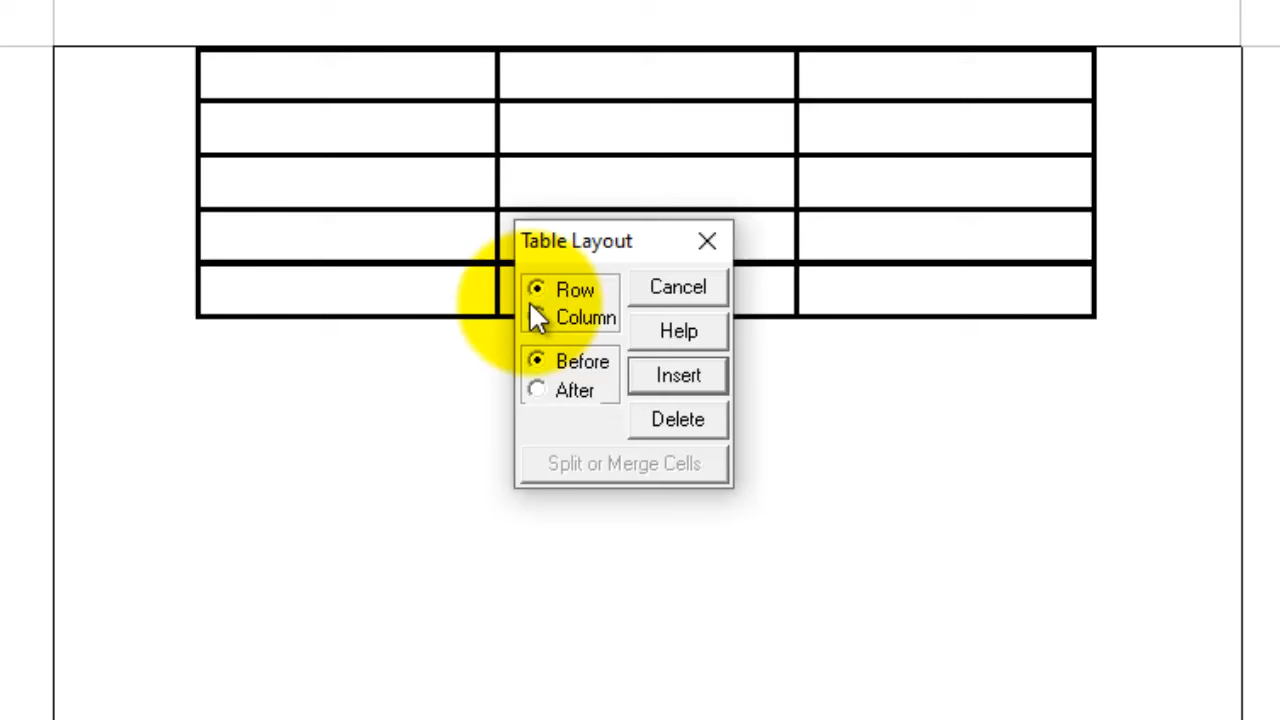 Table Layout
Row
Cancel
Column
Help
Before
Insert
After
Delete
Split or Merge Cells